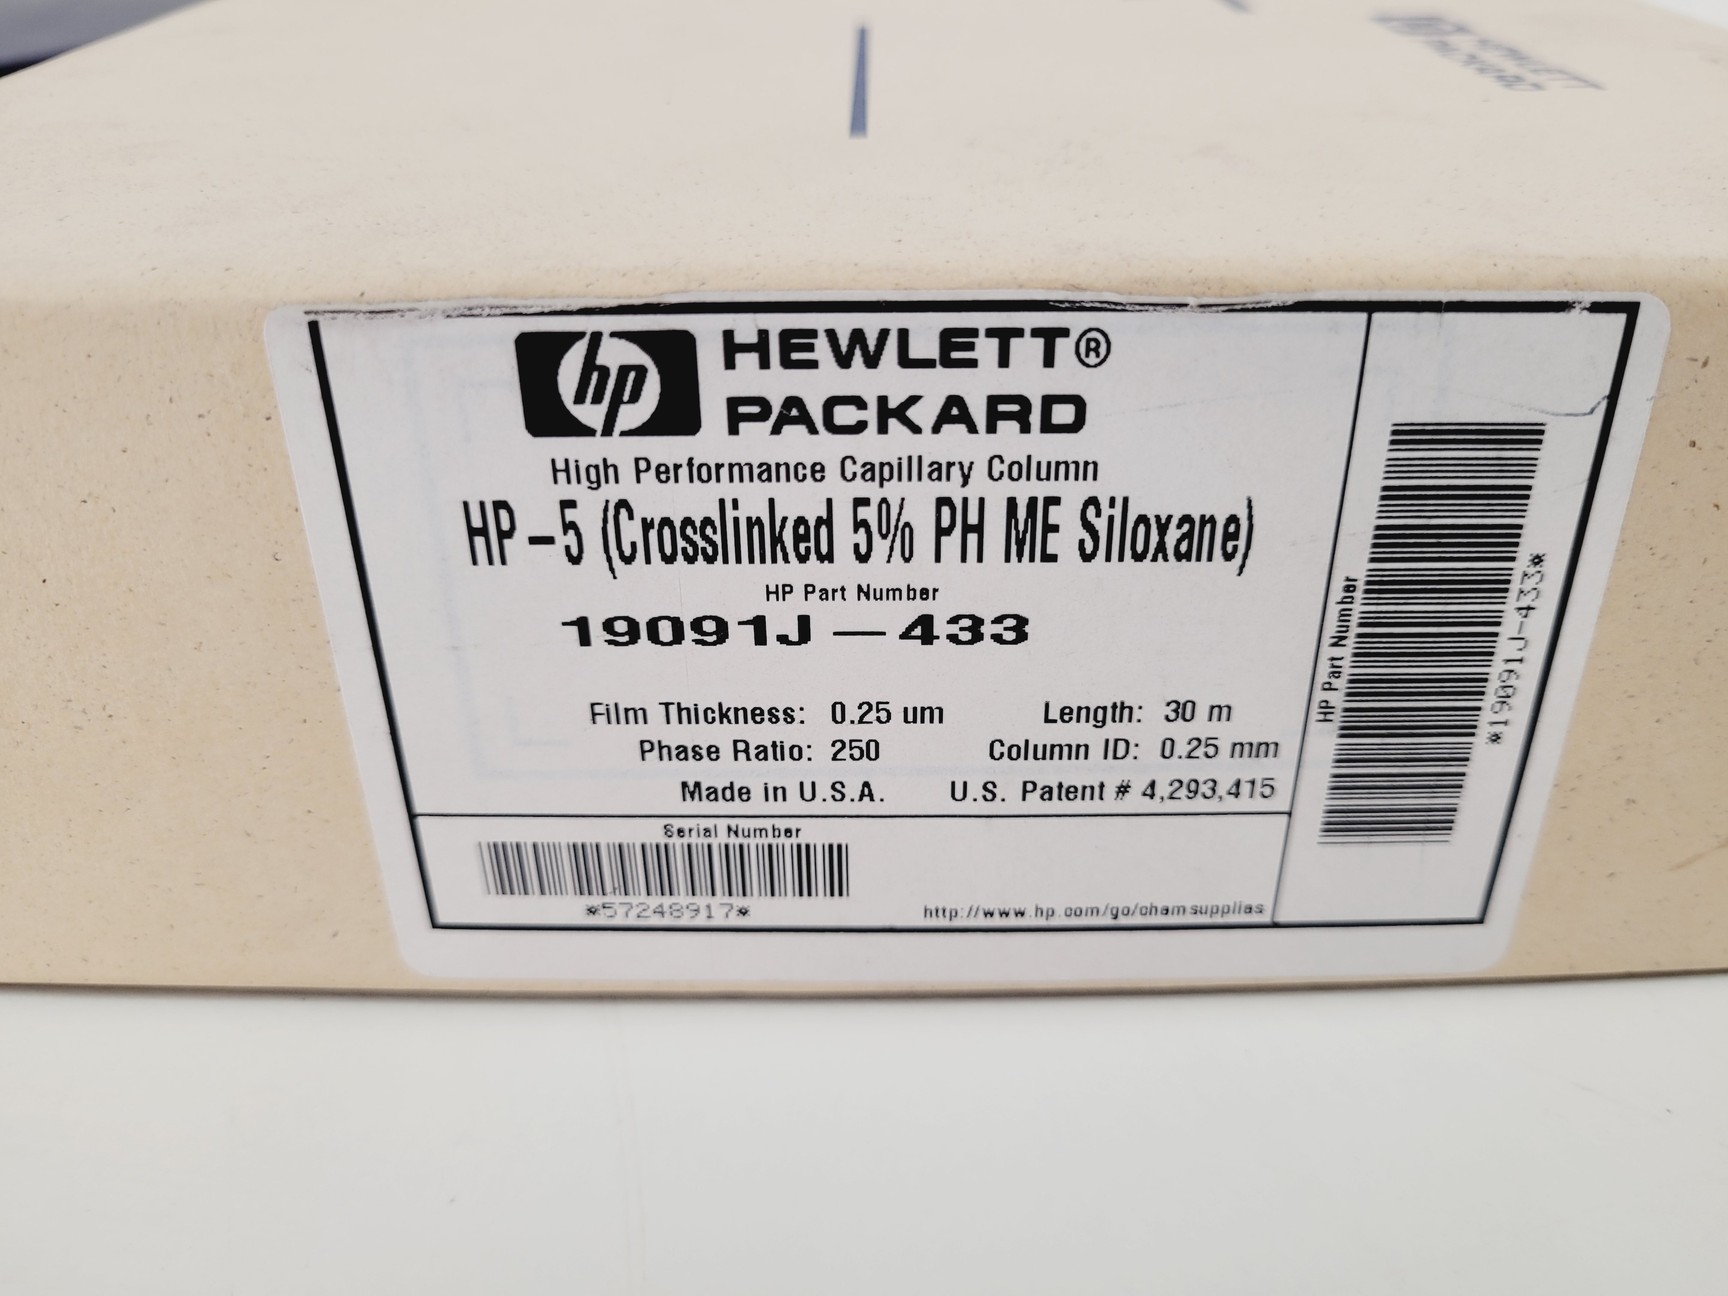 HEWLETT
PACKARD
hp HEWLETT®
PACKARD
High Performance Capillary Column
HP-5 (Crosslinked 5% PH ME Siloxane)
HP Part Number
19091J-433
Film Thickness: 0.25 um Length: 30 m
Phase Ratio: 250 Column ID: 0.25 mm
Made in U.S.A. U.S. Patent # 4,293,415
Serial Number
*57248917*
http://www.hp.com/go/chemsupplies
HP Part Number
*19091J-433*